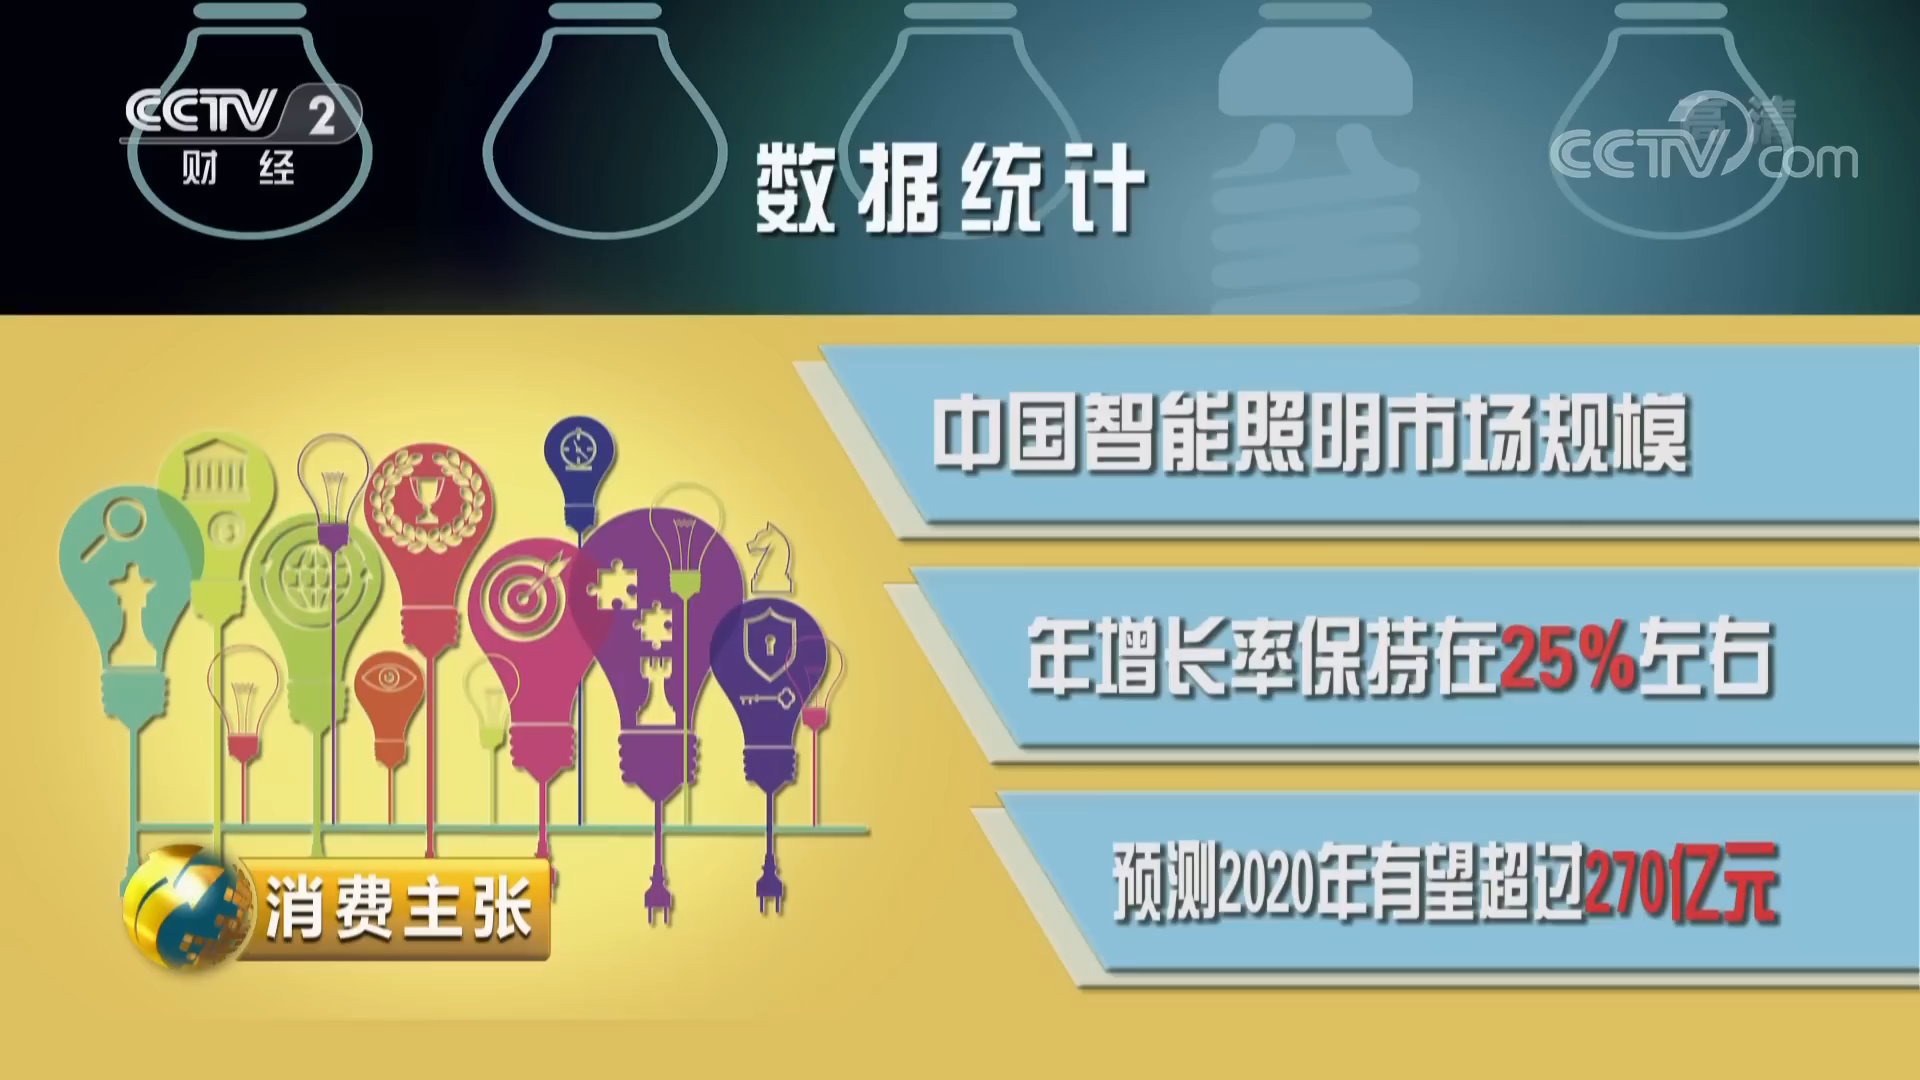 CCTV 2
财 经
高清
CCTV.com
数据统计
中国智能照明市场规模
年增长率保持在25%左右
预测2020年有望超过270亿元
消费主张